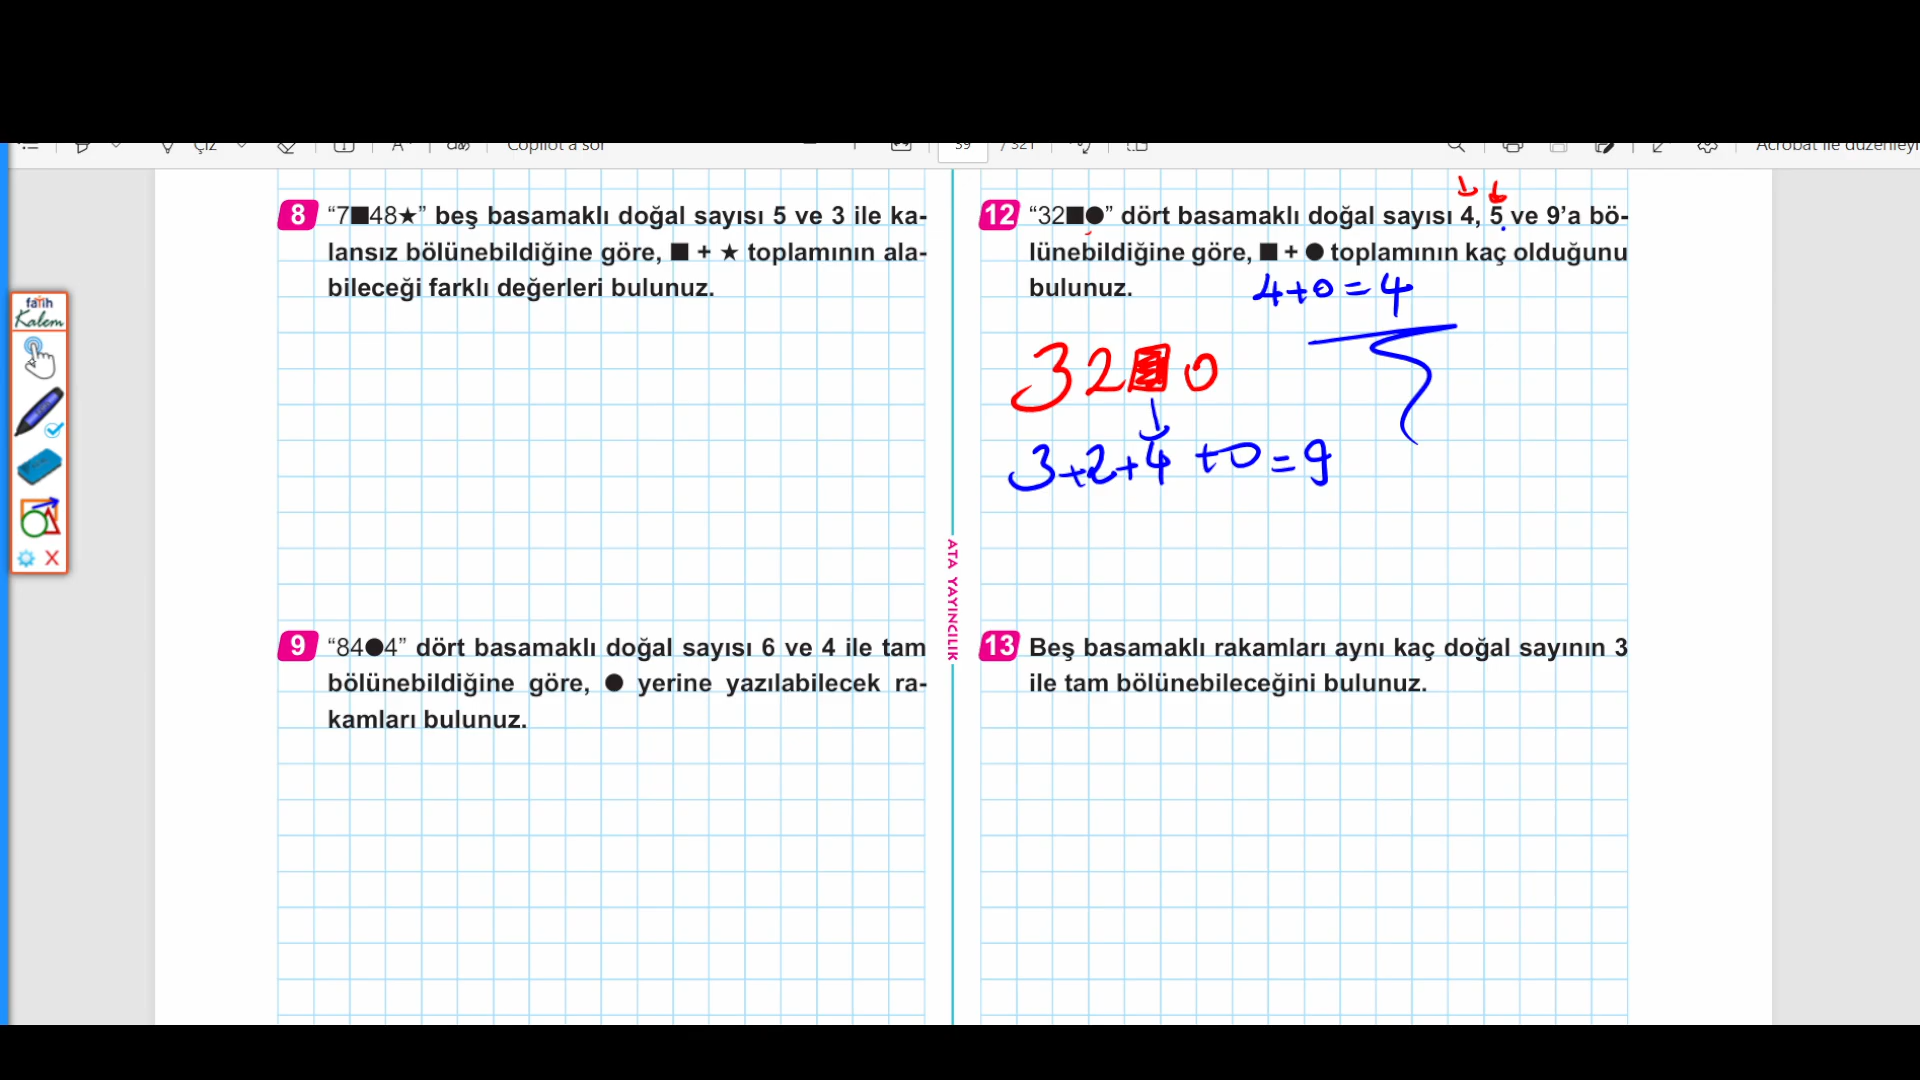 Çiz
Copilot'a sor
39
/ 321
Acrobat ile düzenleyi
fatih
Kalem
8 “7■48★” beş basamaklı doğal sayısı 5 ve 3 ile ka-
lansız bölünebildiğine göre, ■ + ★ toplamının ala-
bileceği farklı değerleri bulunuz.
9 “84●4” dört basamaklı doğal sayısı 6 ve 4 ile tam
bölünebildiğine göre, ● yerine yazılabilecek ra-
kamları bulunuz.
ATA YAYINCILIK
12 “32■●” dört basamaklı doğal sayısı 4, 5 ve 9’a bö-
lünebildiğine göre, ■ + ● toplamının kaç olduğunu
bulunuz.
4+0=4
32■0
3+2+4+0=9
13 Beş basamaklı rakamları aynı kaç doğal sayının 3
ile tam bölünebileceğini bulunuz.